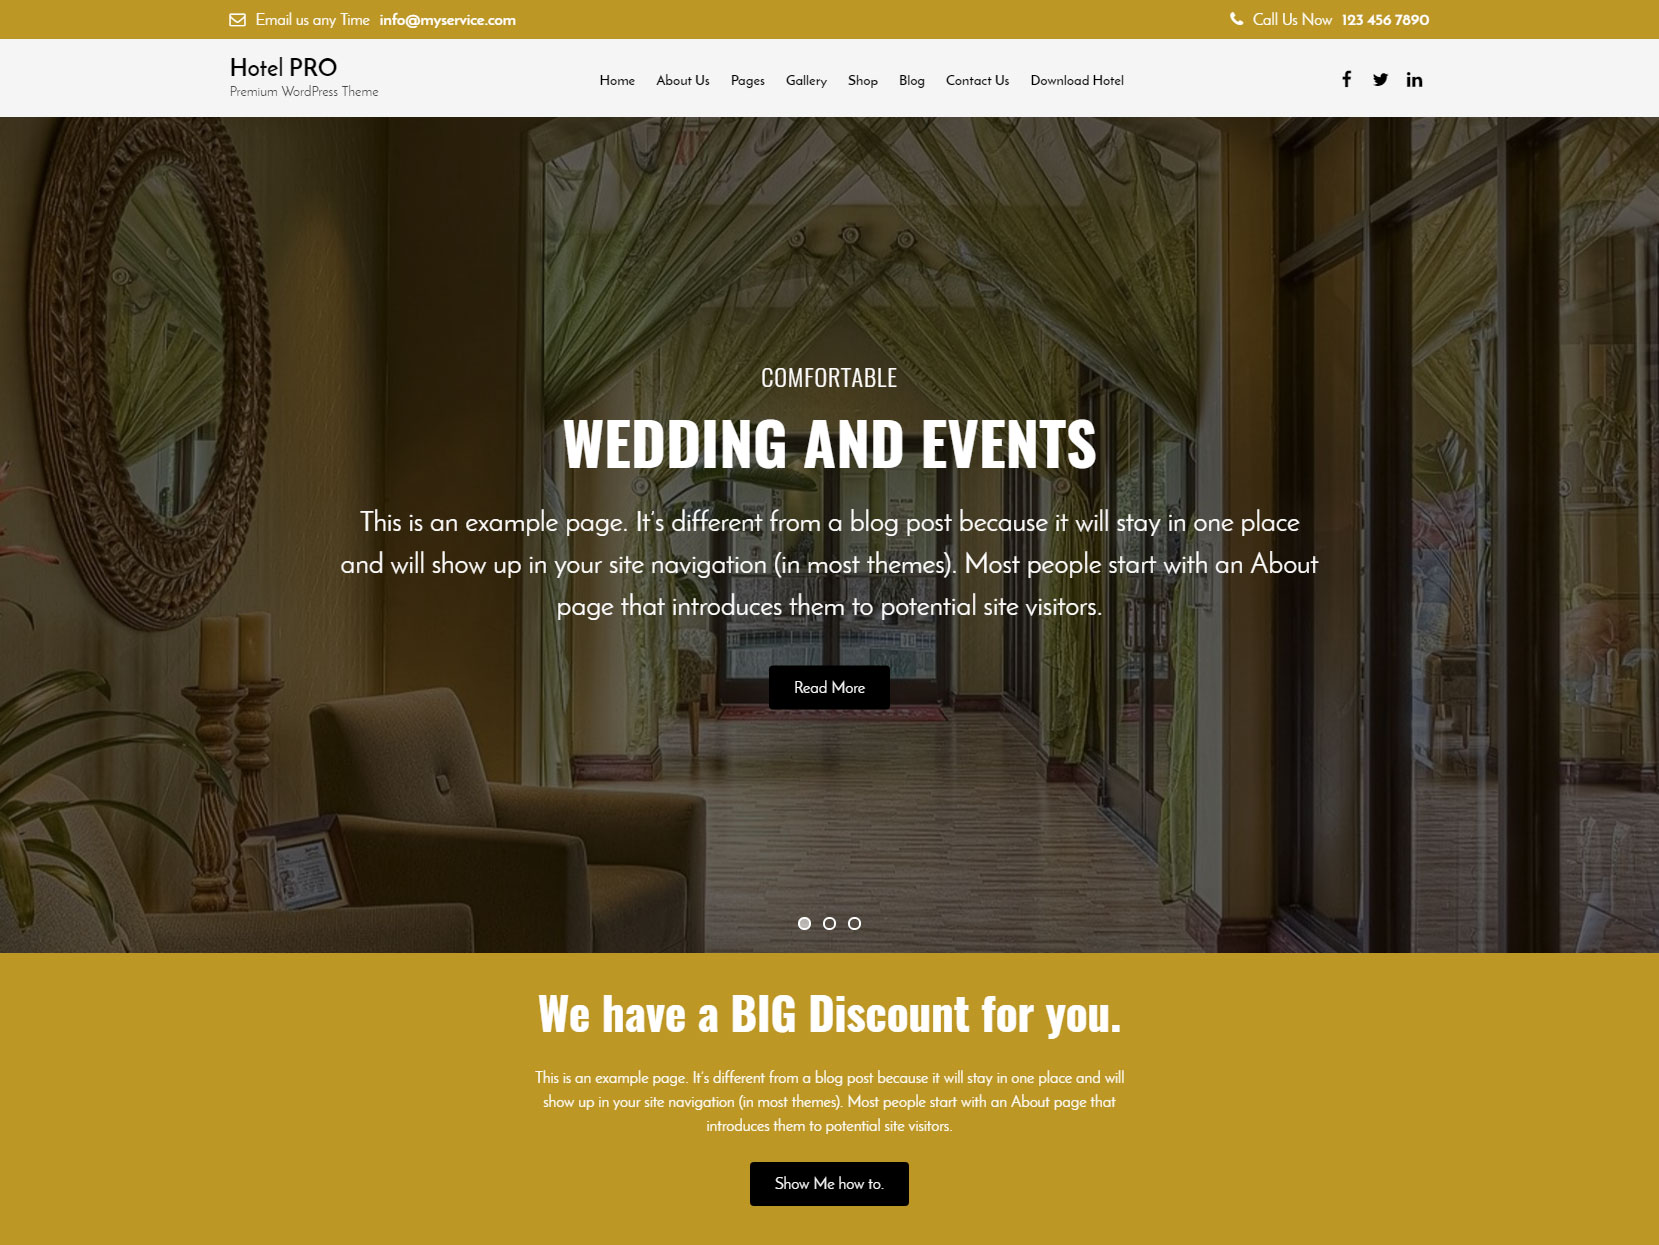 Email us any Time info@myservice.com
Call Us Now 123 456 7890
Hotel PRO
Premium WordPress Theme
Home About Us Pages Gallery Shop Blog Contact Us Download Hotel
EXIT
COMFORTABLE
WEDDING AND EVENTS
This is an example page. It's different from a blog post because it will stay in one place
and will show up in your site navigation (in most themes). Most people start with an About
page that introduces them to potential site visitors.
Read More
We have a BIG Discount for you.
This is an example page. It's different from a blog post because it will stay in one place and will
show up in your site navigation (in most themes). Most people start with an About page that
introduces them to potential site visitors.
Show Me how to.